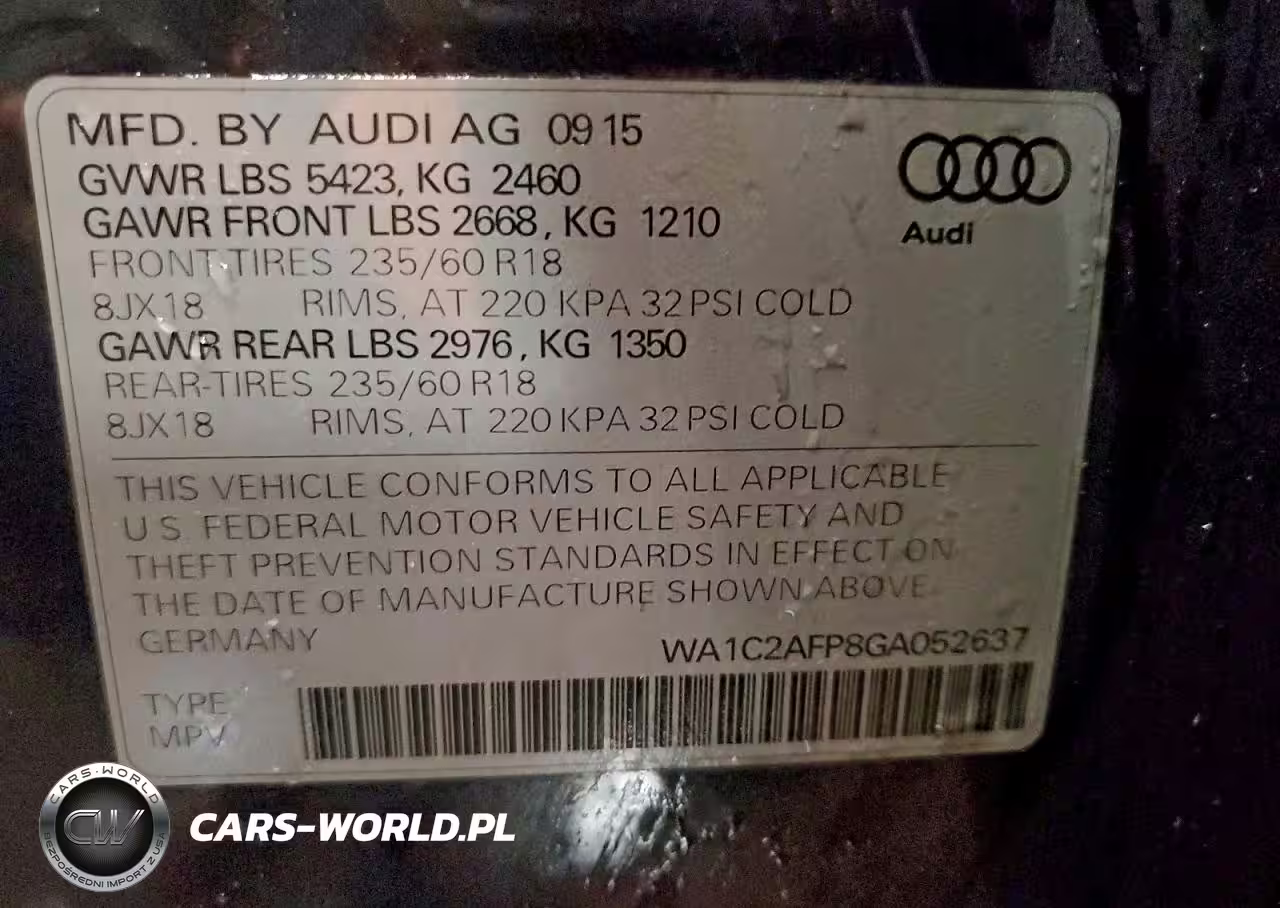 MFD. BY AUDI AG 09 15
GVWR LBS 5423, KG 2460
GAWR FRONT LBS 2668, KG 1210
FRONT-TIRES 235/60 R18
8JX18 RIMS, AT 220 KPA 32 PSI COLD
GAWR REAR LBS 2976, KG 1350
REAR-TIRES 235/60 R18
8JX18 RIMS, AT 220 KPA 32 PSI COLD
Audi
THIS VEHICLE CONFORMS TO ALL APPLICABLE
U.S. FEDERAL MOTOR VEHICLE SAFETY AND
THEFT PREVENTION STANDARDS IN EFFECT ON
THE DATE OF MANUFACTURE SHOWN ABOVE.
GERMANY WA1C2AFP8GA052637
TYPE
MPV
CARS-WORLD
CW
BEZPOŚREDNI IMPORT Z USA
CARS-WORLD.PL